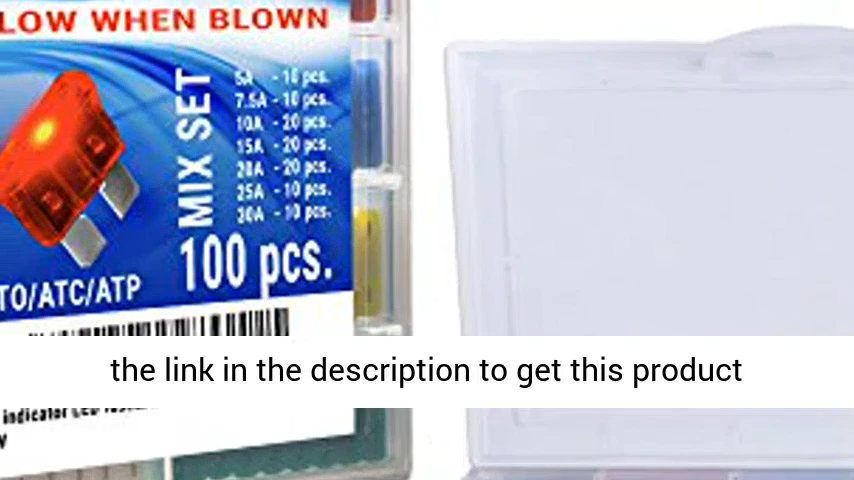 LOW WHEN BLOWN
MIX SET
5A - 10 pcs.
7.5A - 10 pcs.
10A - 20 pcs.
15A - 20 pcs.
20A - 20 pcs.
25A - 10 pcs.
30A - 10 pcs.
100 pcs.
TO/ATC/ATP
the link in the description to get this product
indicator LED